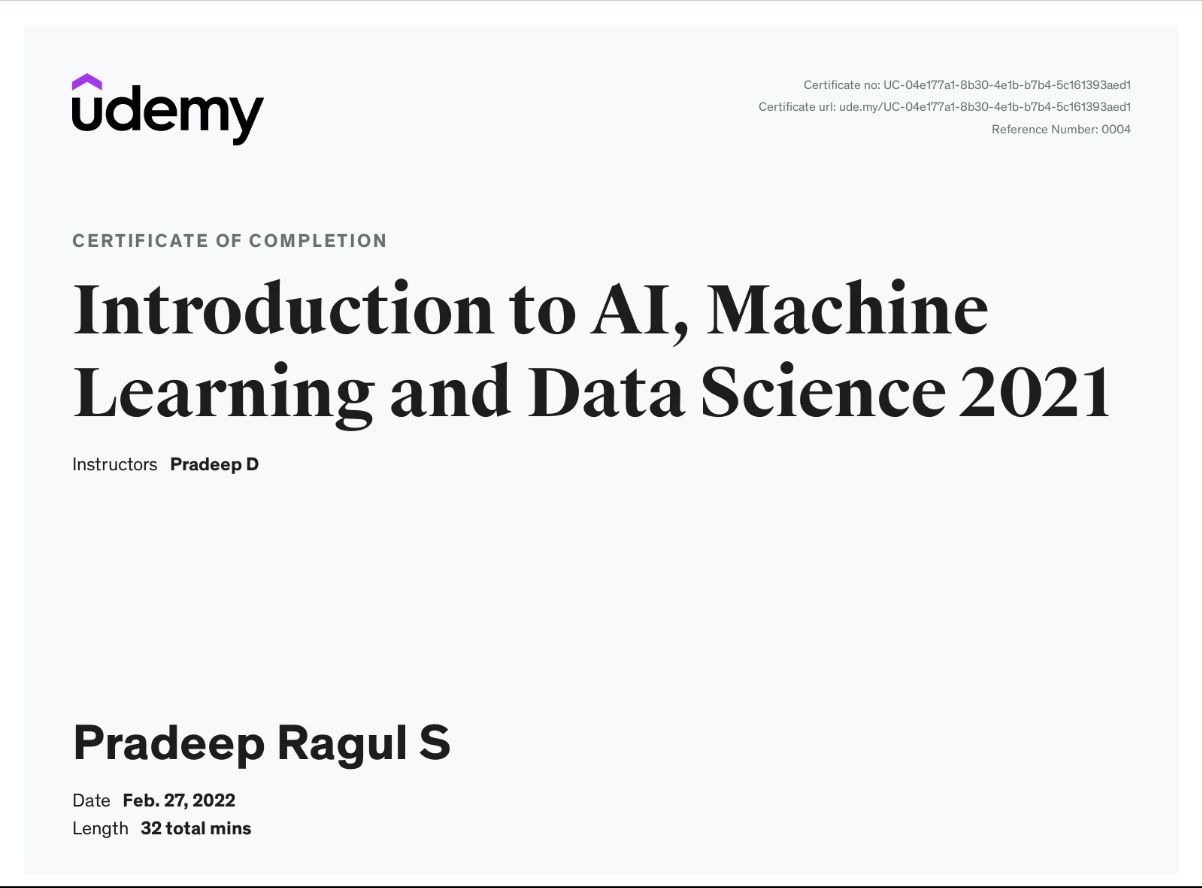 udemy
Certificate no: UC-04e177a1-8b30-4e1b-b7b4-5c161393aed1
Certificate url: ude.my/UC-04e177a1-8b30-4e1b-b7b4-5c161393aed1
Reference Number: 0004
CERTIFICATE OF COMPLETION
Introduction to AI, Machine
Learning and Data Science 2021
Instructors Pradeep D
Pradeep Ragul S
Date Feb. 27, 2022
Length 32 total mins